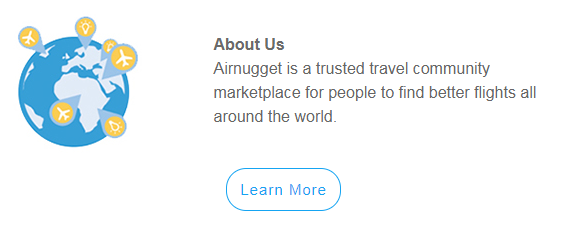 About Us
Airnugget is a trusted travel community
marketplace for people to find better flights all
around the world.
Learn More